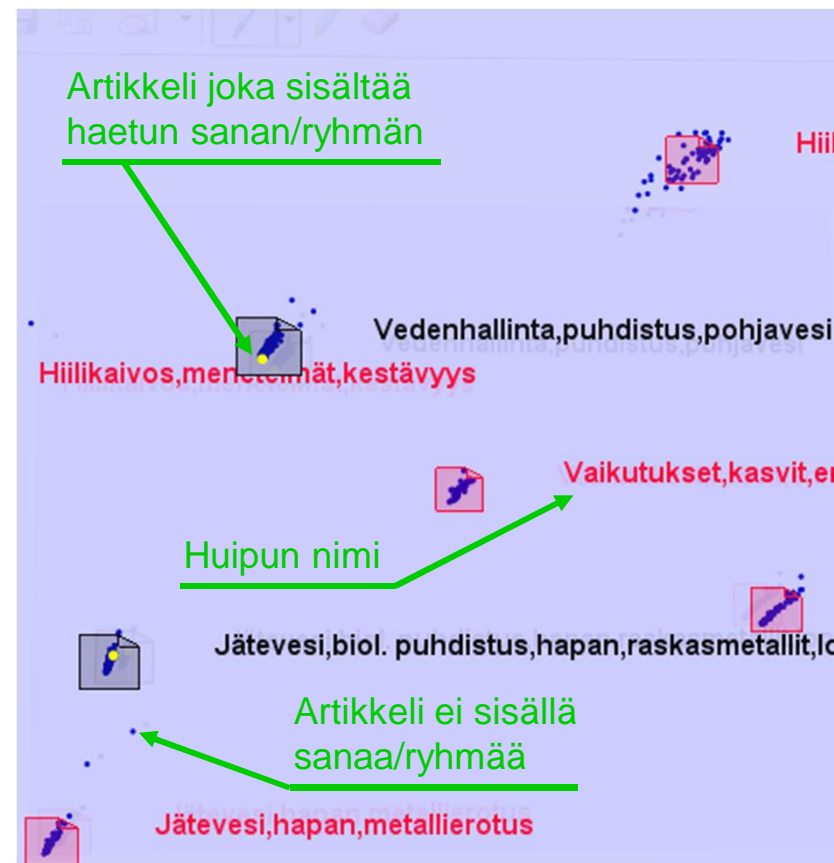 Artikkeli joka sisältää
haetun sanan/ryhmän
Vedenhallinta,puhdistus,pohjavesi
Hiilikaivos,menetelmät,kestävyys
Vaikutukset,kasvit,
Huipun nimi
Jätevesi,biol. puhdistus,hapan,raskasmetallit,
Artikkeli ei sisällä
sanaa/ryhmää
Jätevesi,hapan,metallierotus